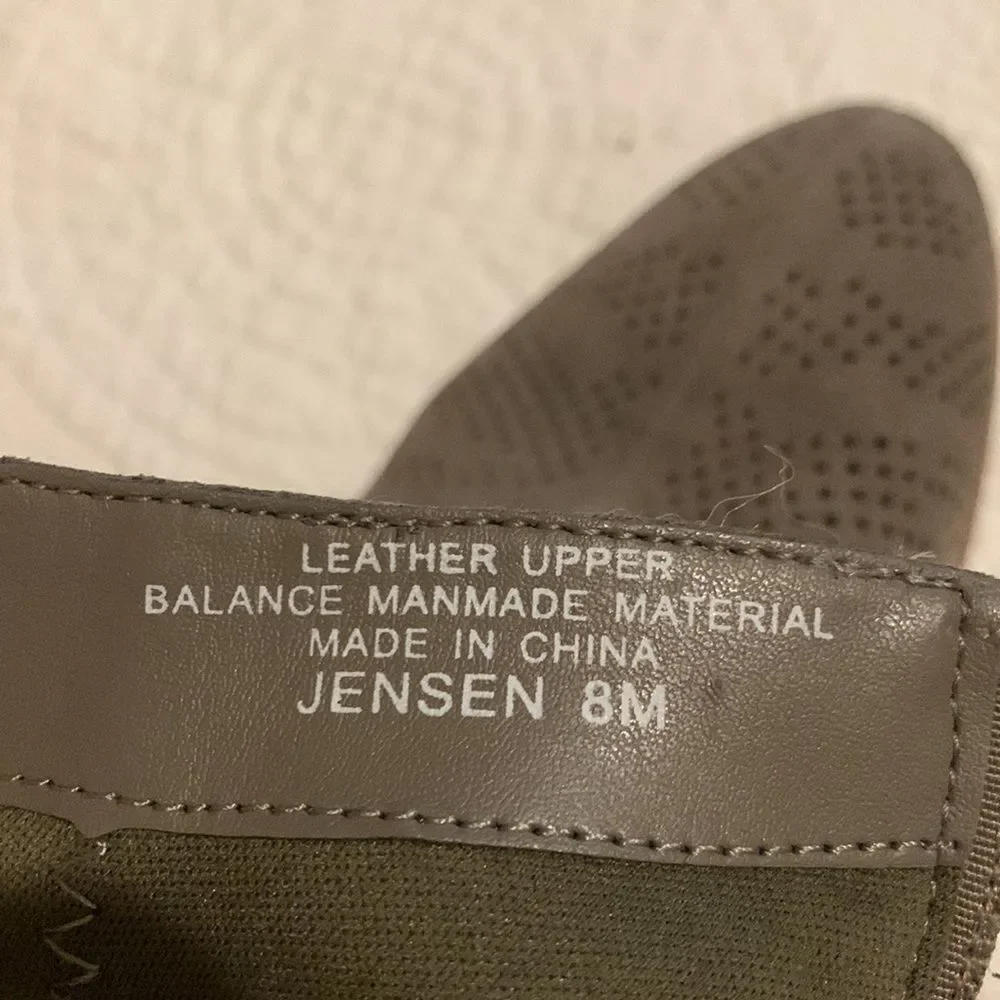 LEATHER UPPER
BALANCE MANMADE MATERIAL
MADE IN CHINA
JENSEN 8M